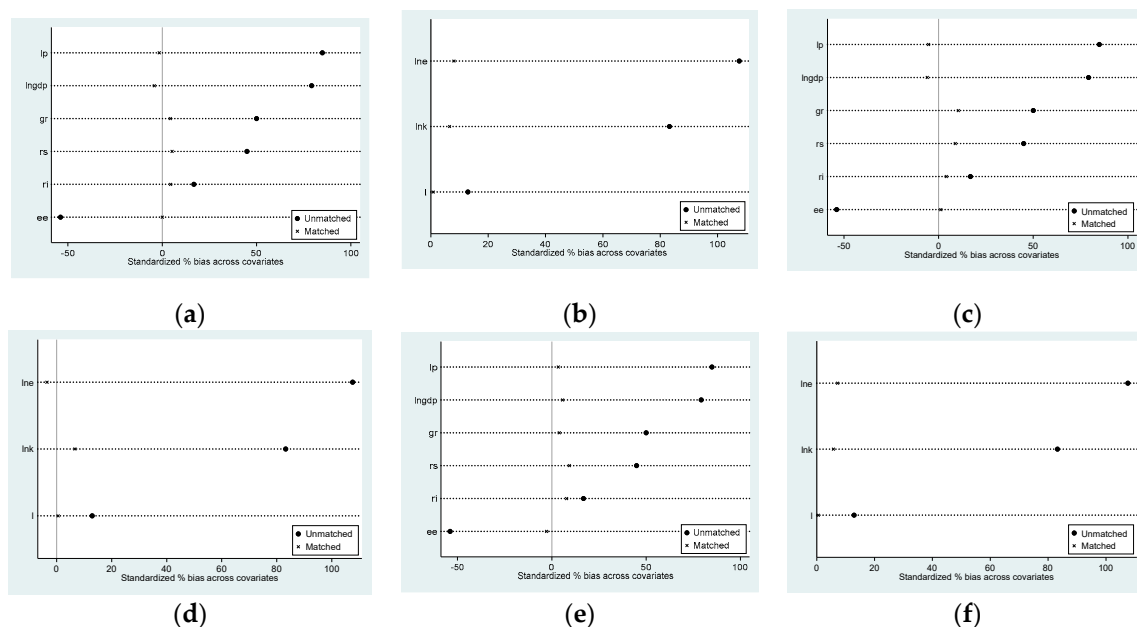 lp
lngdp
gr
rs
ri
ee
Unmatched
Matched
-50 0 50 100
Standardized % bias across covariates
(a)
lne
lnk
l
Unmatched
Matched
0 20 40 60 80 100
Standardized % bias across covariates
(b)
lp
lngdp
gr
rs
ri
ee
Unmatched
Matched
-50 0 50 100
Standardized % bias across covariates
(c)
lne
lnk
l
Unmatched
Matched
0 20 40 60 80 100
Standardized % bias across covariates
(d)
lp
lngdp
gr
rs
ri
ee
Unmatched
Matched
-50 0 50 100
Standardized % bias across covariates
(e)
lne
lnk
l
Unmatched
Matched
0 20 40 60 80 100
Standardized % bias across covariates
(f)